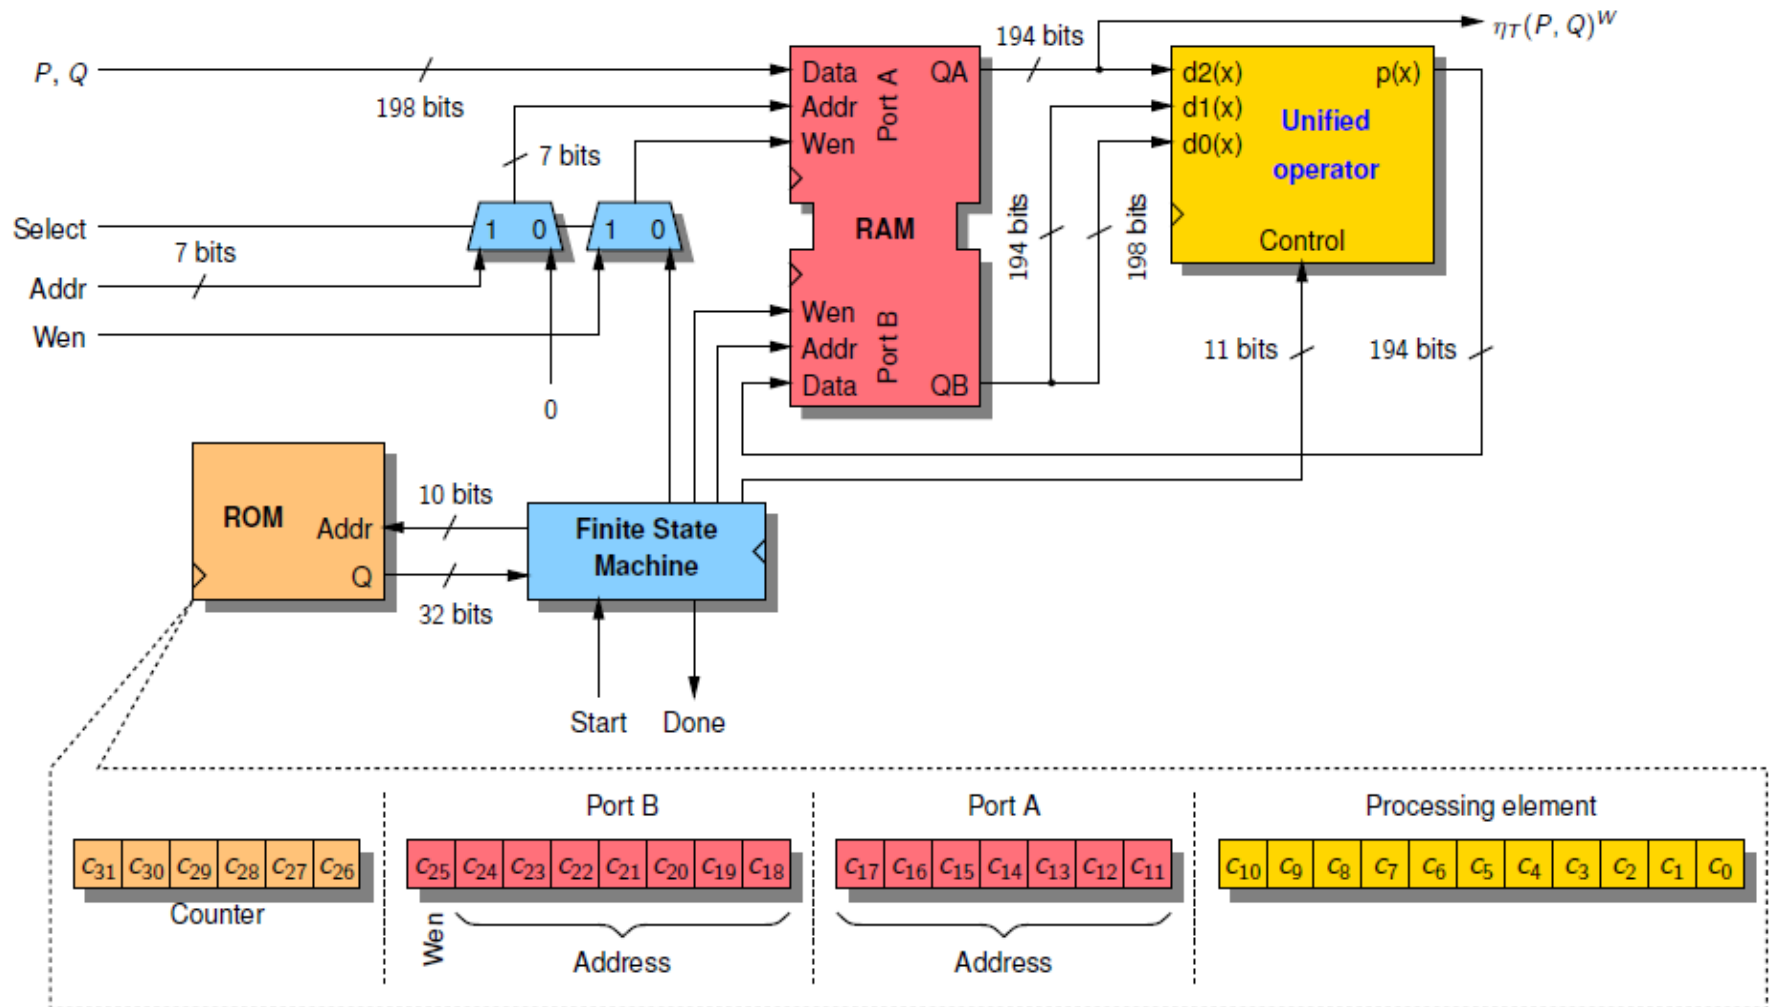 194 bits
η_T(P, Q)^W
P, Q
198 bits
Data
Addr
Wen
Port A
QA
d2(x)
d1(x)
d0(x)
p(x)
Unified
operator
Control
7 bits
Select
1 0
1 0
RAM
194 bits
198 bits
7 bits
Addr
Wen
Wen
Addr
Data
Port B
QB
11 bits
194 bits
0
ROM
Addr
Q
10 bits
32 bits
Finite State
Machine
Start
Done
Port B
Port A
Processing element
c31 c30 c29 c28 c27 c26
c25 c24 c23 c22 c21 c20 c19 c18
c17 c16 c15 c14 c13 c12 c11
c10 c9 c8 c7 c6 c5 c4 c3 c2 c1 c0
Counter
Wen
Address
Address